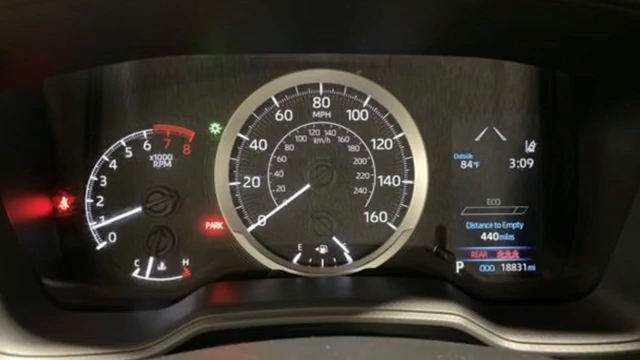 8
7
6
5
4
3
2
1
0
x1000
RPM
C
H
PARK
0
20
40
60
80
100
120
140
160
MPH
0
20
40
60
80
100
120
140
160
180
200
220
240
km/h
E
F
Outside
84°F
3:09
ECO
Distance to Empty
440 miles
REAR
P
ODO 18831 mi